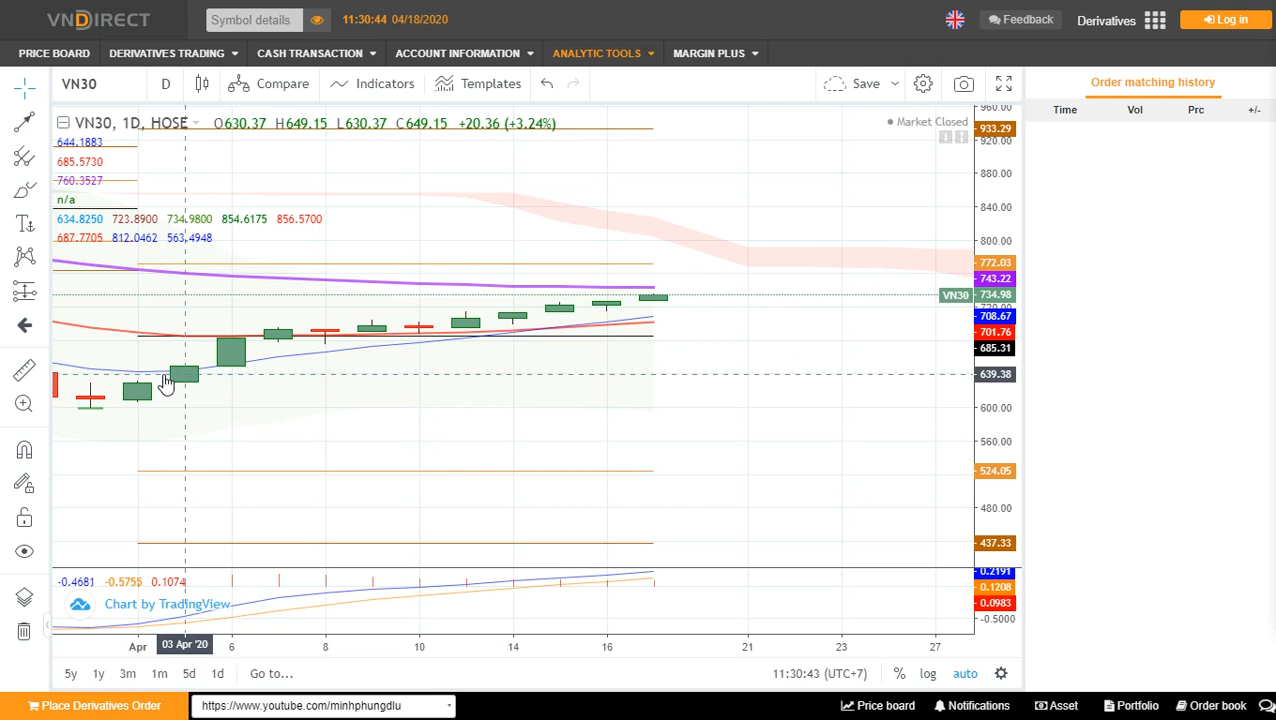 VNDIRECT
Symbol details
11:30:44 04/18/2020
Feedback
Derivatives
Log in
PRICE BOARD
DERIVATIVES TRADING
CASH TRANSACTION
ACCOUNT INFORMATION
ANALYTIC TOOLS
MARGIN PLUS
VN30
D
Compare
Indicators
Templates
Save
Order matching history
Time Vol Prc +/-
VN30, 1D, HOSE O630.37 H649.15 L630.37 C649.15 +20.36 (+3.24%)
Market Closed
644.1883
685.5730
760.3527
n/a
634.8250 723.8900 734.9800 854.6175 856.5700
687.7705 812.0462 563.4948
960.00
933.29
920.00
880.00
840.00
800.00
772.03
743.22
VN30 734.98
720.00
708.67
701.76
685.31
639.38
600.00
560.00
524.05
480.00
437.33
-0.4681 -0.5755 0.1074
0.2191
0.1208
0.0983
-0.5000
Chart by TradingView
Apr 03 Apr '20 6 8 10 14 16 21 23 27
5y 1y 3m 1m 5d 1d Go to...
11:30:43 (UTC+7) % log auto
Place Derivatives Order
https://www.youtube.com/minhphungdlu
Price board
Notifications
Asset
Portfolio
Order book